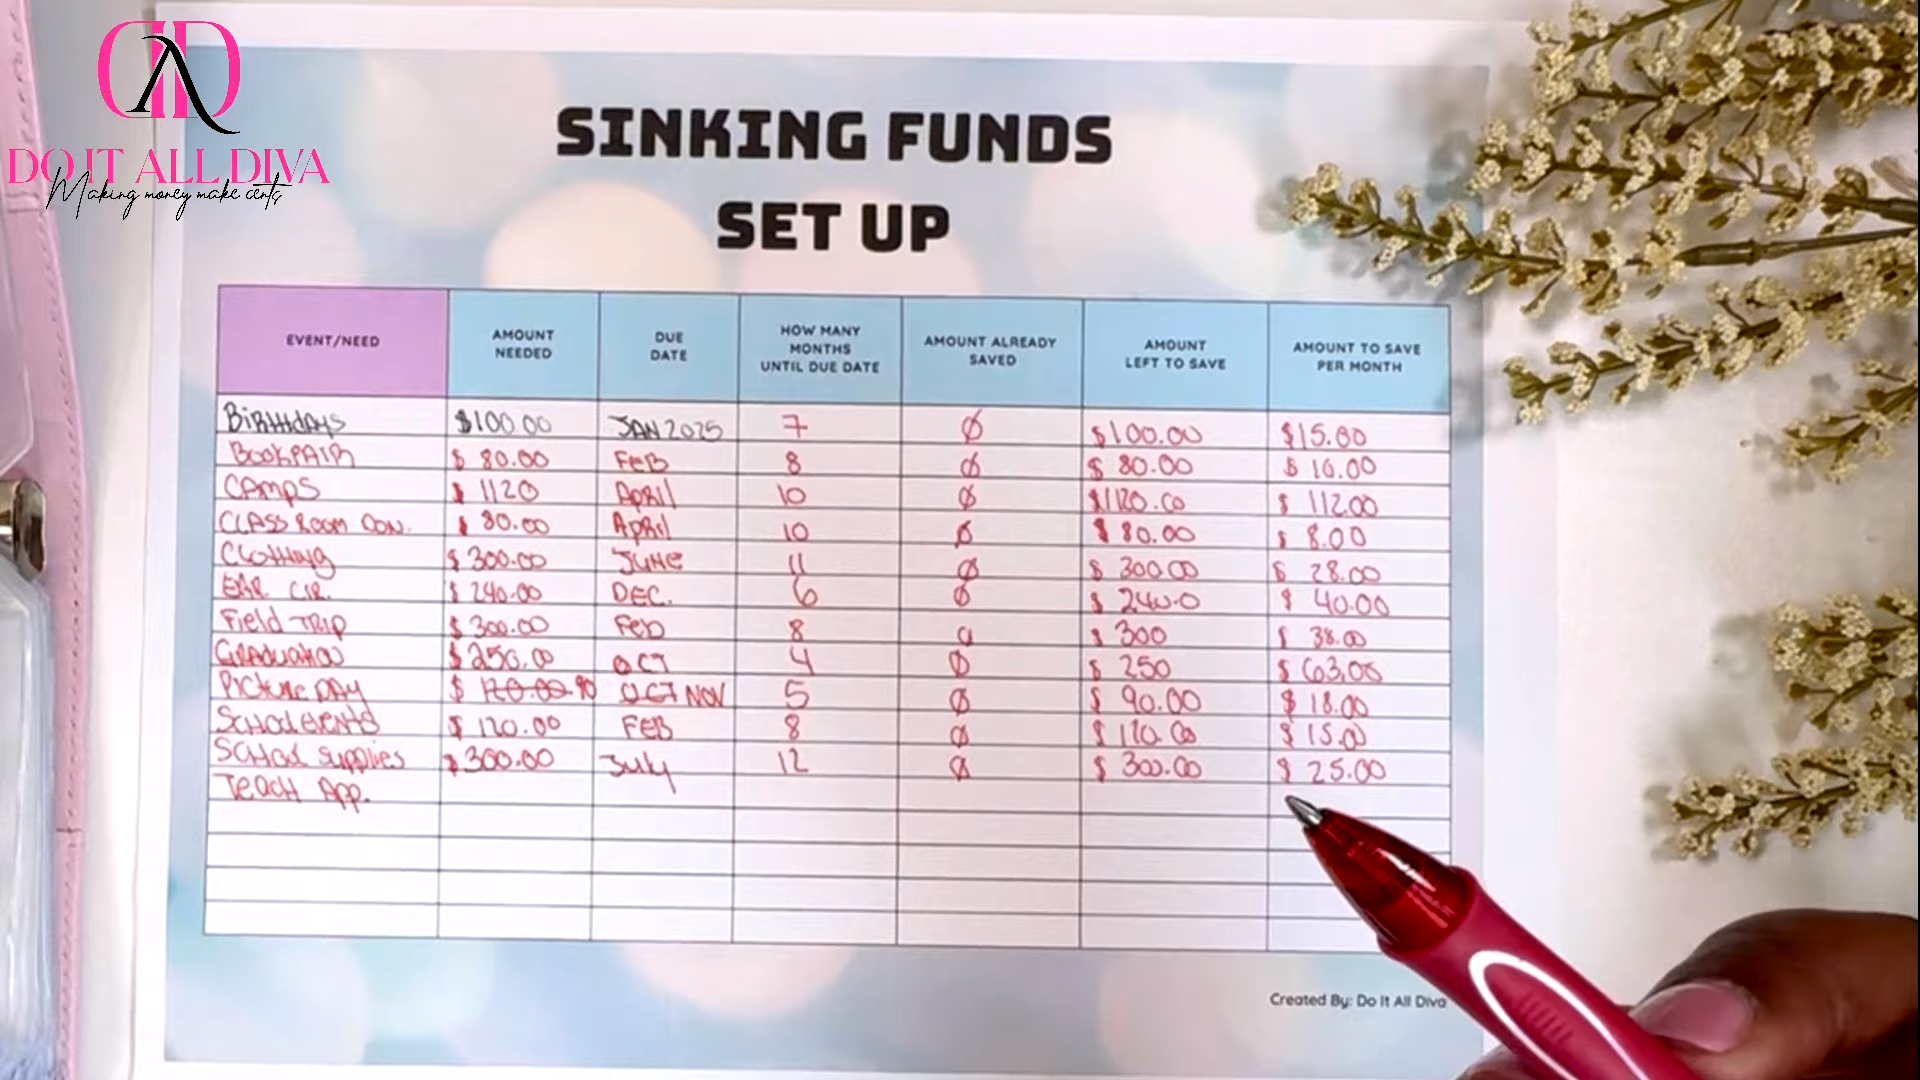 DO IT ALL DIVA
Making money make cents
SINKING FUNDS
SET UP
EVENT/NEED AMOUNT NEEDED DUE DATE HOW MANY MONTHS UNTIL DUE DATE AMOUNT ALREADY SAVED AMOUNT LEFT TO SAVE AMOUNT TO SAVE PER MONTH
BIRTHDAYS $100.00 JAN 2025 7 Ø $100.00 $15.00
BOOKFAIR $ 80.00 FEB 8 Ø $ 80.00 $ 10.00
CAMPS $ 1120 April 10 Ø $1120.00 $ 112.00
CLASS ROOM DON. $ 80.00 April 10 Ø $ 80.00 $ 8.00
CLOTHING $ 300.00 JUNE 11 Ø $ 300.00 $ 28.00
EAR CIR. $ 240.00 DEC. 6 Ø $ 240.0 $ 40.00
Field TRIP $ 300.00 FEB 8 Ø $ 300 $ 38.00
GRADUATION $ 250.00 OCT 4 Ø $ 250 $ 63.00
PICTURE DAY $ 120.00 90 OCT NOV 5 Ø $ 90.00 $ 18.00
SCHOOL EVENTS $ 120.00 FEB 8 Ø $ 120.00 $ 15.00
SCHOOL Supplies $ 300.00 July 12 Ø $ 300.00 $ 25.00
TEACH App.
Created By: Do It All Diva